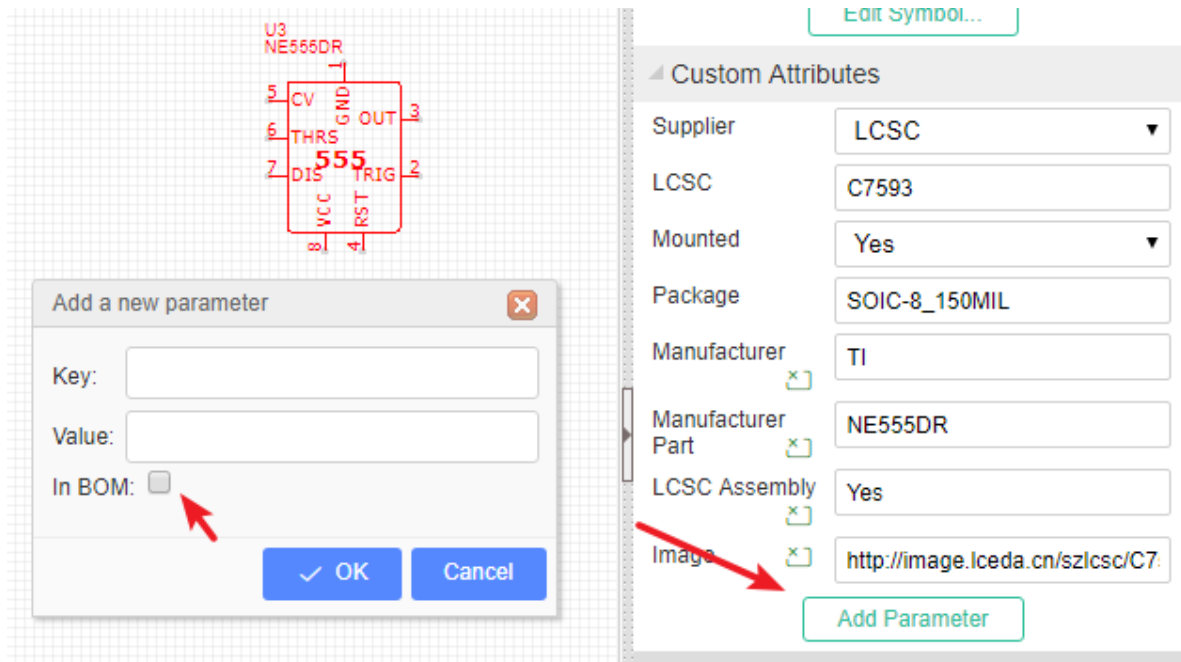 Edit Symbol...
U3
NE555DR
1
5
CV
GND
OUT
3
6
THRS
555
7
DIS
TRIG
2
VCC
RST
8
4
Add a new parameter
Key:
Value:
In BOM:
OK
Cancel
Custom Attributes
Supplier
LCSC
LCSC
C7593
Mounted
Yes
Package
SOIC-8_150MIL
Manufacturer
TI
Manufacturer
Part
NE555DR
LCSC Assembly
Yes
Image
http://image.lceda.cn/szlcsc/C7
Add Parameter